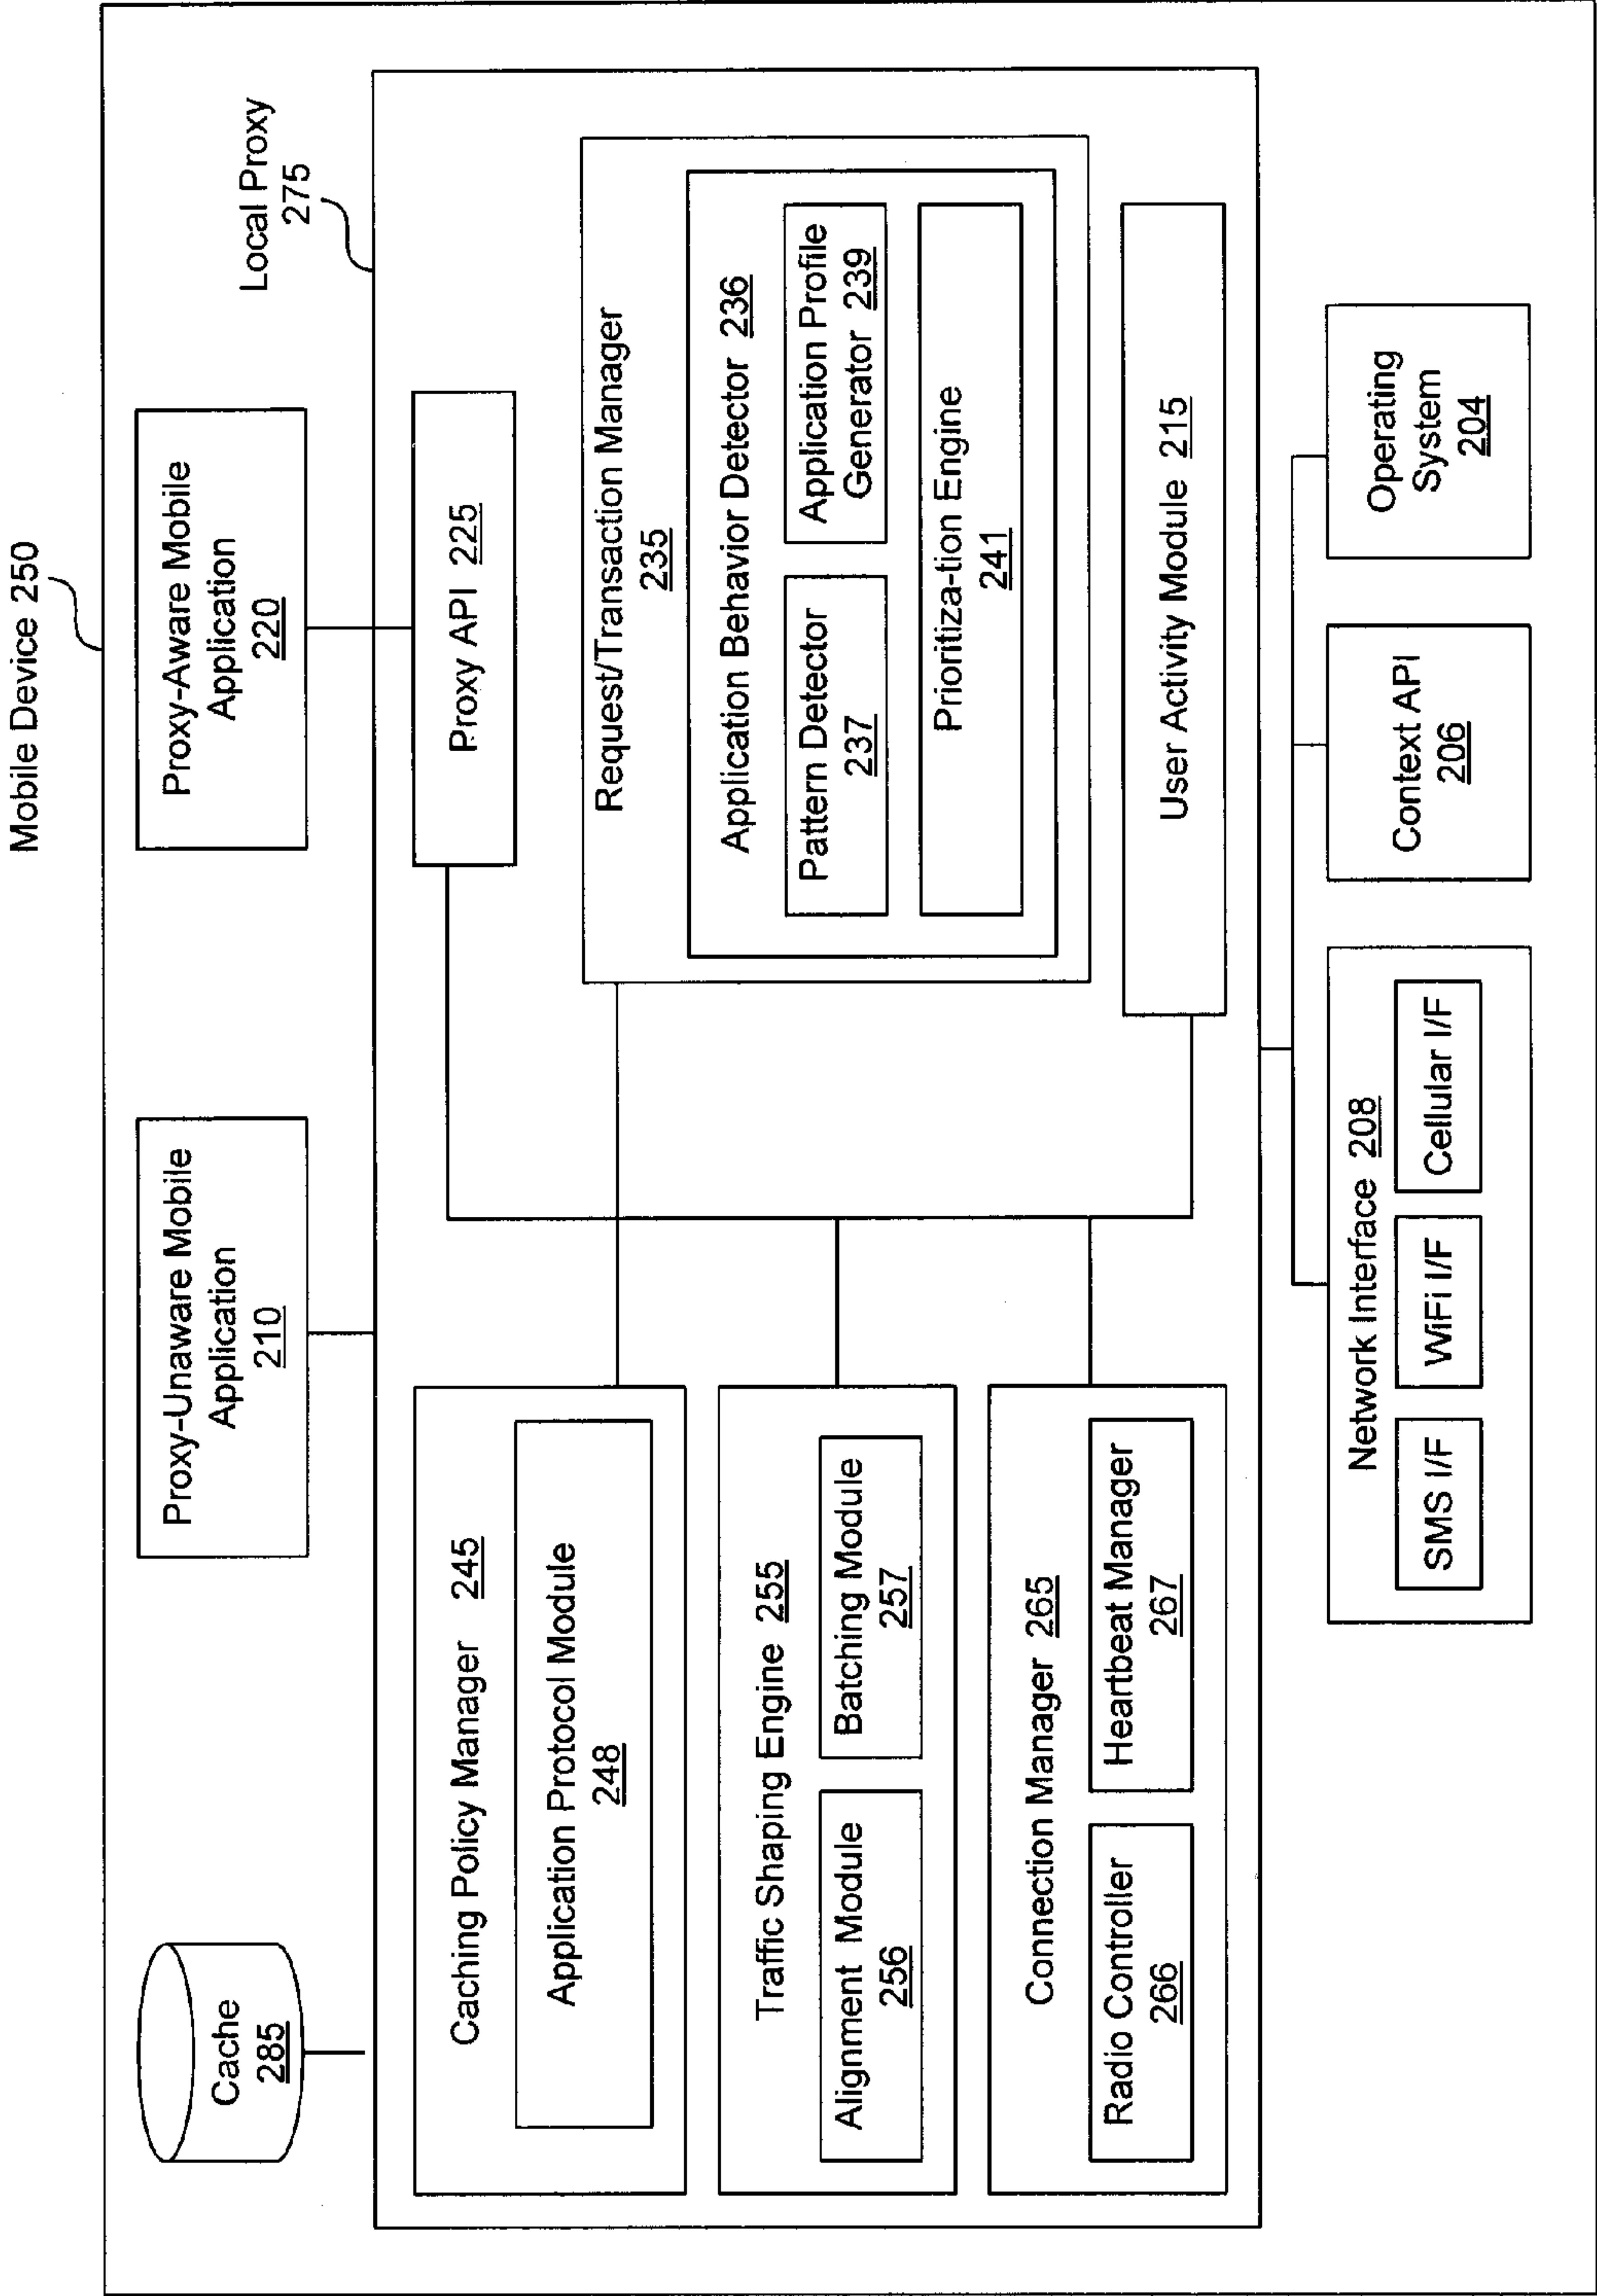 Mobile Device 250
Cache
285
Proxy-Unaware Mobile
Application
210
Proxy-Aware Mobile
Application
220
Local Proxy
275
Caching Policy Manager 245
Application Protocol Module
248
Proxy API 225
Request/Transaction Manager
235
Application Behavior Detector 236
Pattern Detector
237
Application Profile
Generator 239
Prioritiza-tion Engine
241
Traffic Shaping Engine 255
Alignment Module
256
Batching Module
257
Connection Manager 265
Radio Controller
266
Heartbeat Manager
267
User Activity Module 215
Network Interface 208
SMS I/F
WiFi I/F
Cellular I/F
Context API
206
Operating
System
204